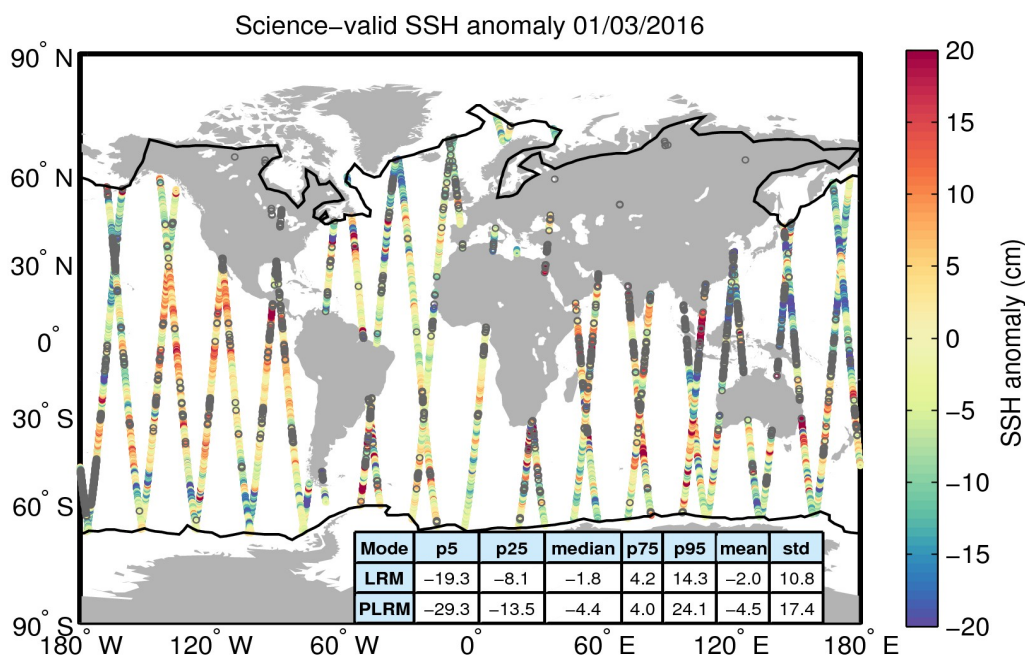 Science−valid SSH anomaly 01/03/2016
90° N
60° N
30° N
0°
30° S
60° S
90° S
180° W
120° W
60° W
0°
60° E
120° E
180° E
Mode p5 p25 median p75 p95 mean std
LRM −19.3 −8.1 −1.8 4.2 14.3 −2.0 10.8
PLRM −29.3 −13.5 −4.4 4.0 24.1 −4.5 17.4
20
15
10
5
0
−5
−10
−15
−20
SSH anomaly (cm)